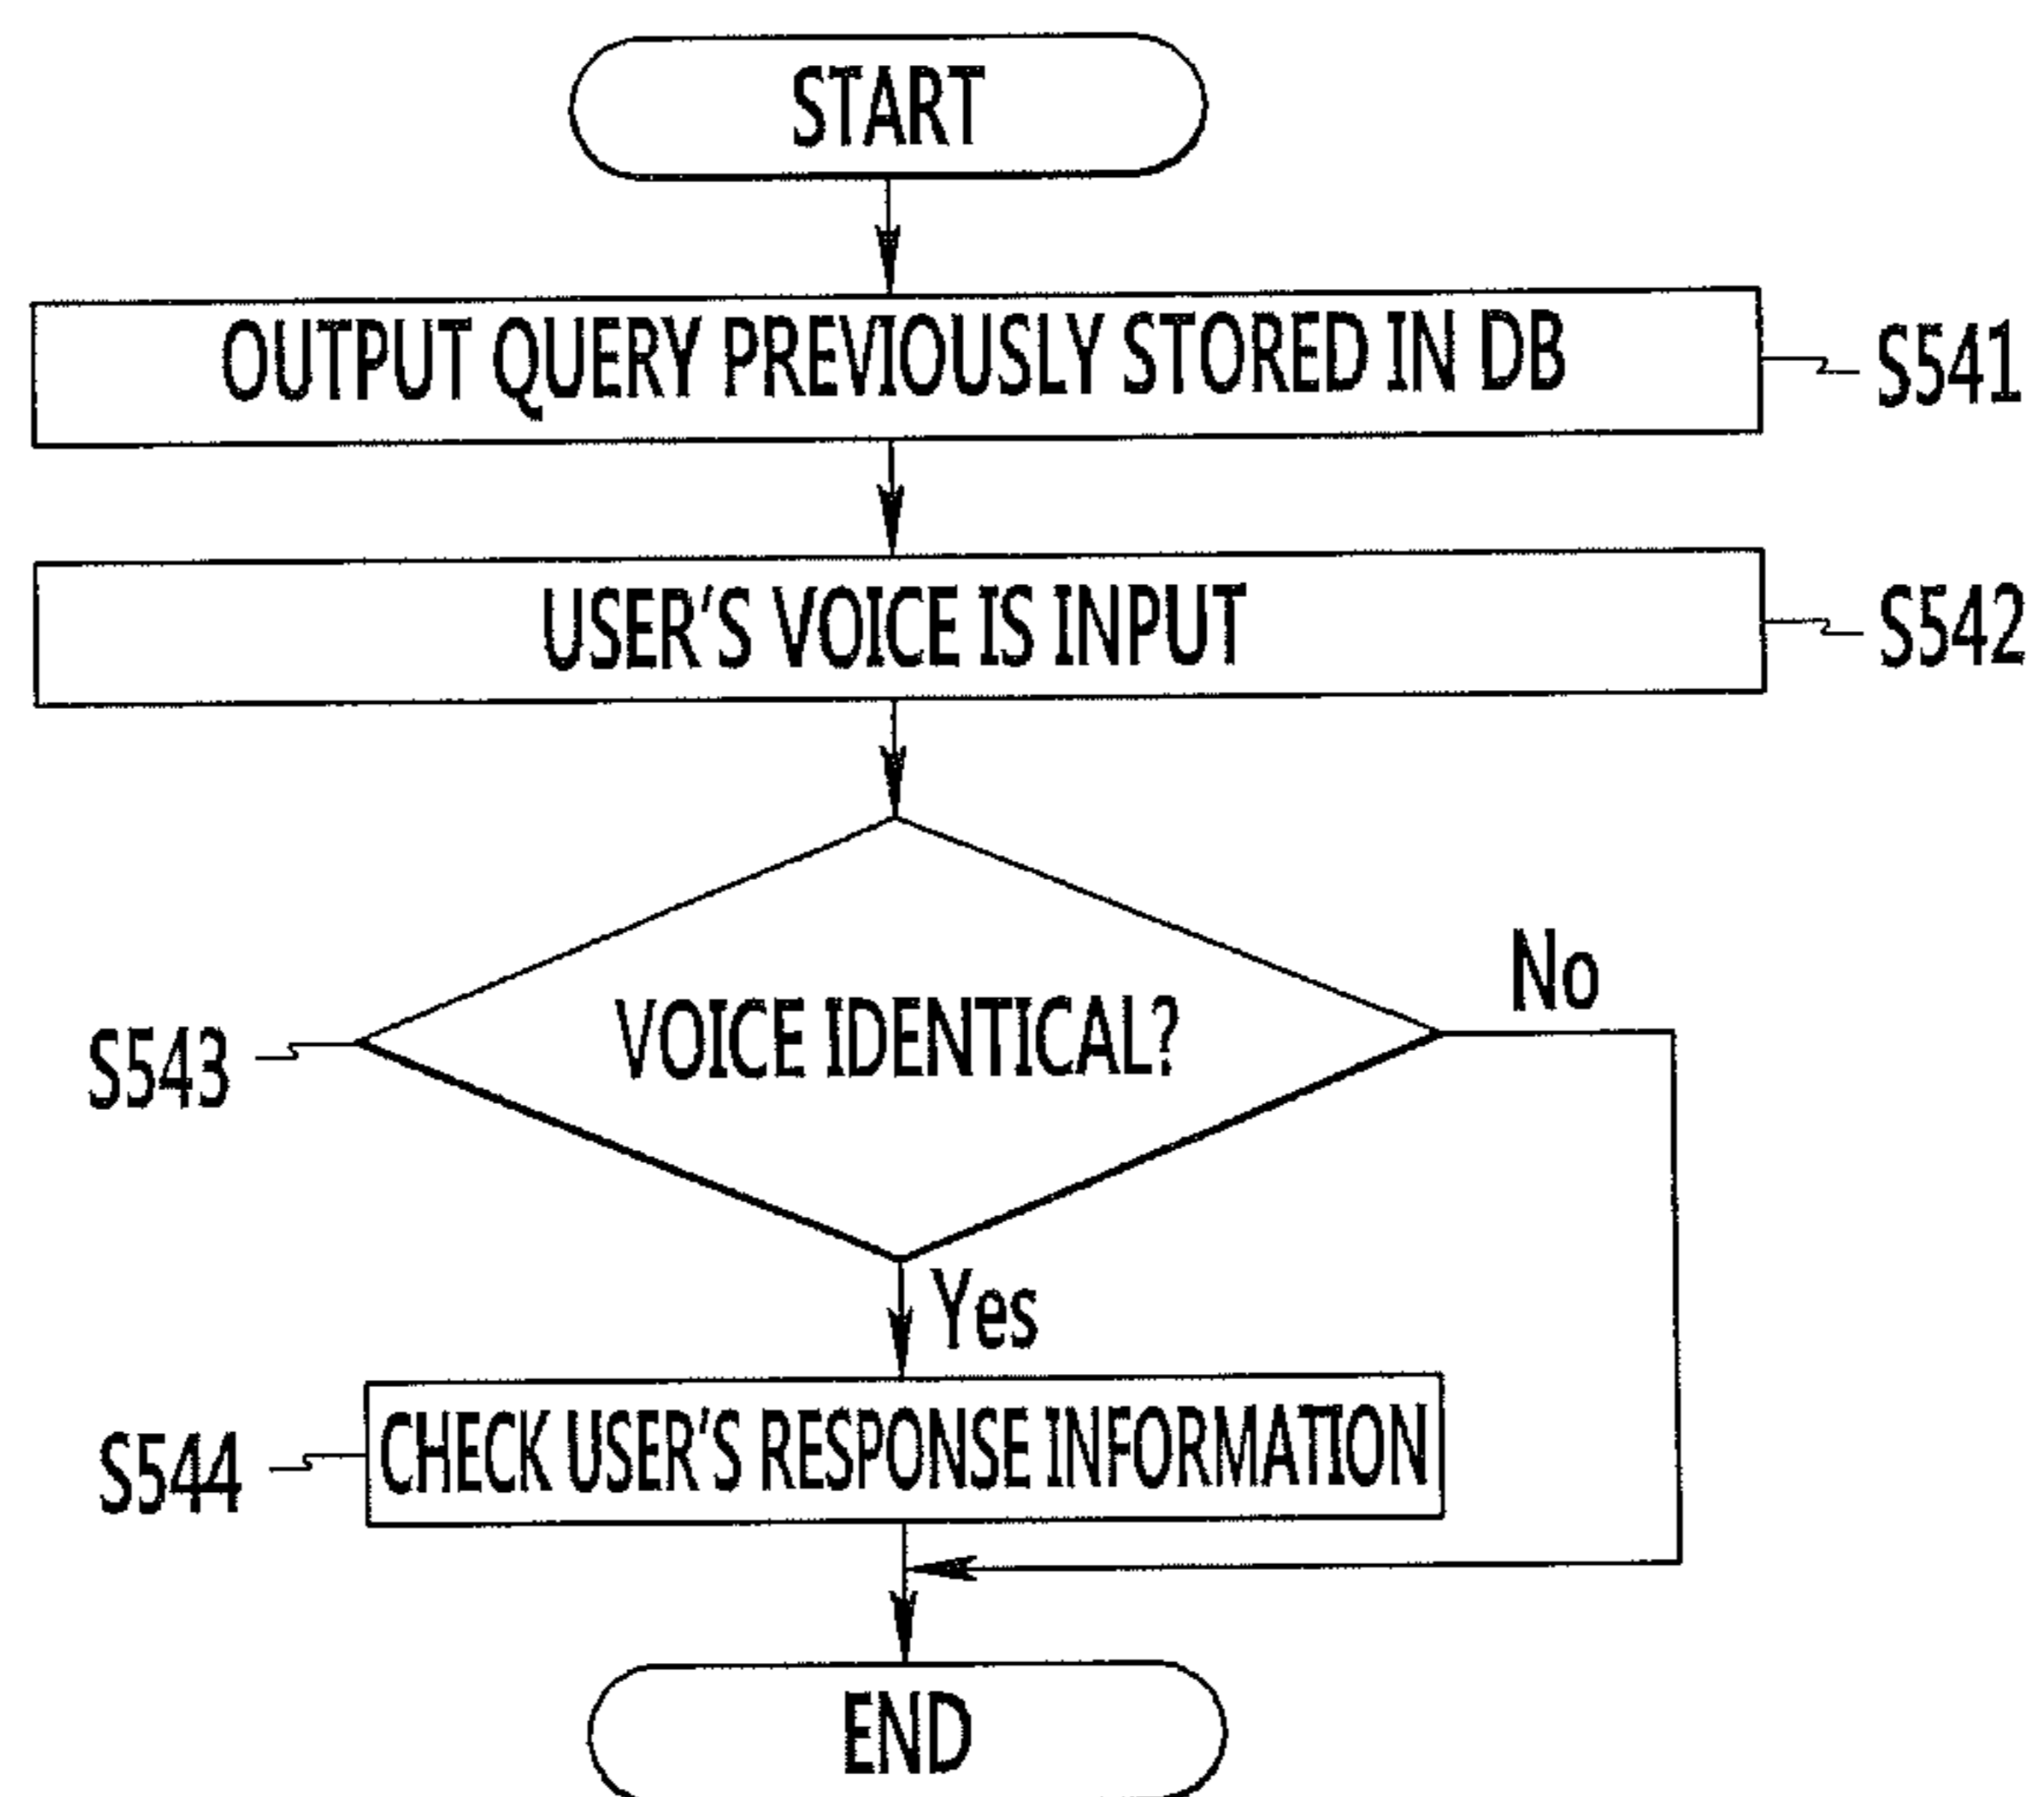 START
OUTPUT QUERY PREVIOUSLY STORED IN DB
S541
USER'S VOICE IS INPUT
S542
No
VOICE IDENTICAL?
S543
Yes
CHECK USER'S RESPONSE INFORMATION
S544
END